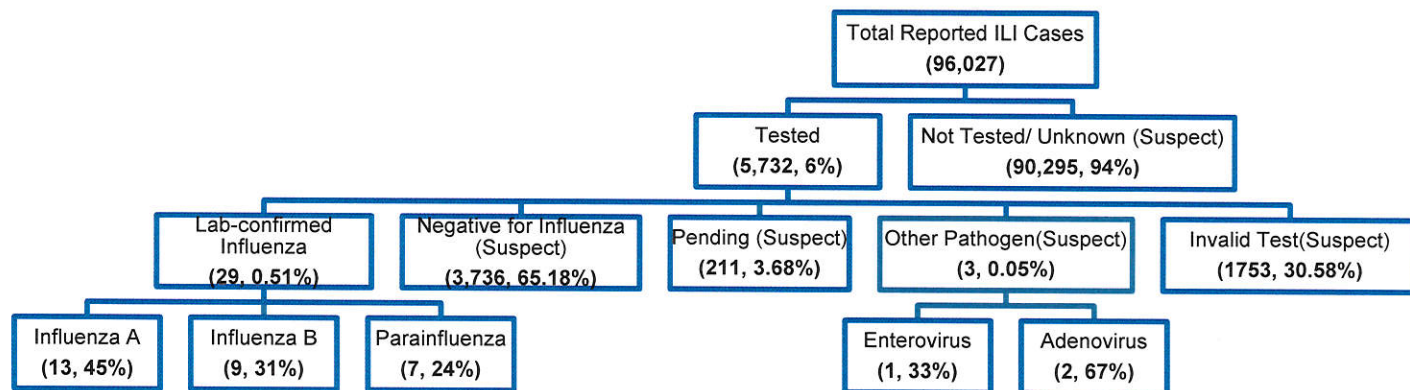 Total Reported ILI Cases
(96,027)
Tested
(5,732, 6%)
Not Tested/ Unknown (Suspect)
(90,295, 94%)
Lab-confirmed
Influenza
(29, 0.51%)
Negative for Influenza
(Suspect)
(3,736, 65.18%)
Pending (Suspect)
(211, 3.68%)
Other Pathogen(Suspect)
(3, 0.05%)
Invalid Test(Suspect)
(1753, 30.58%)
Influenza A
(13, 45%)
Influenza B
(9, 31%)
Parainfluenza
(7, 24%)
Enterovirus
(1, 33%)
Adenovirus
(2, 67%)